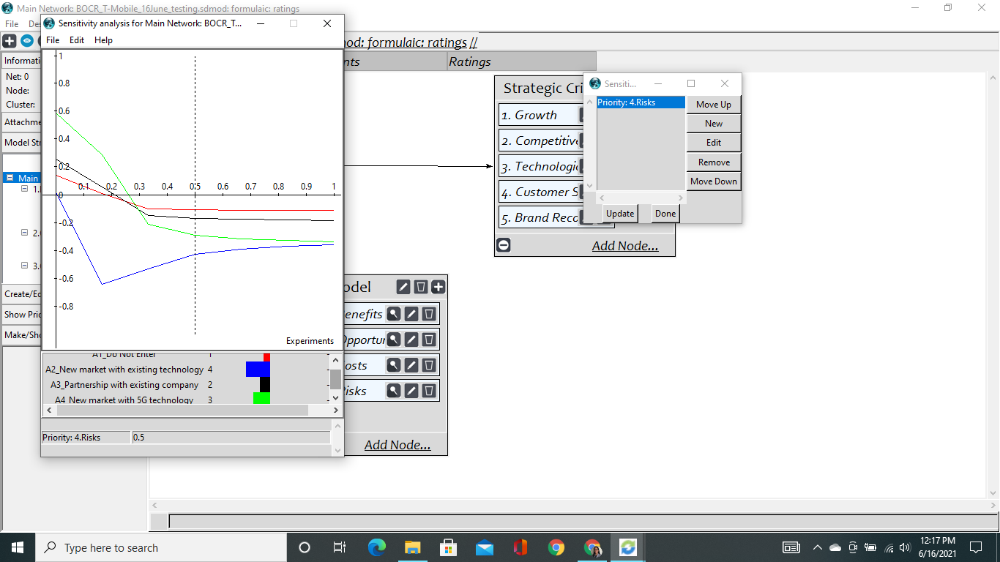 Main Network: BOCR_T-Mobile_16June_testing.sdmod: formulaic: ratings
File
Sensitivity analysis for Main Network: BOCR_T...
File Edit Help
mod: formulaic: ratings //
Ratings
Informati
Net: 0
Node:
Cluster:
Attachme
Model Str
Main
2.
3.
Create/Ed
Show Prio
Make/Sho
1
0.8
0.6
0.4
0.2
0
-0.2
-0.4
-0.6
-0.8
0.1 0.2 0.3 0.4 0.5 0.6 0.7 0.8 0.9 1
Experiments
A1_Do Not Enter 1
A2_New market with existing technology 4
A3_Partnership with existing company 2
A4_New market with 5G technology 3
Priority: 4.Risks 0.5
Strategic Cri
1. Growth
2. Competitive
3. Technologi
4. Customer S
5. Brand Reco
Add Node...
Sensiti...
Priority: 4.Risks
Move Up
New
Edit
Remove
Move Down
Update Done
odel
enefits
Opportu
osts
isks
Add Node...
Type here to search
12:17 PM
6/16/2021